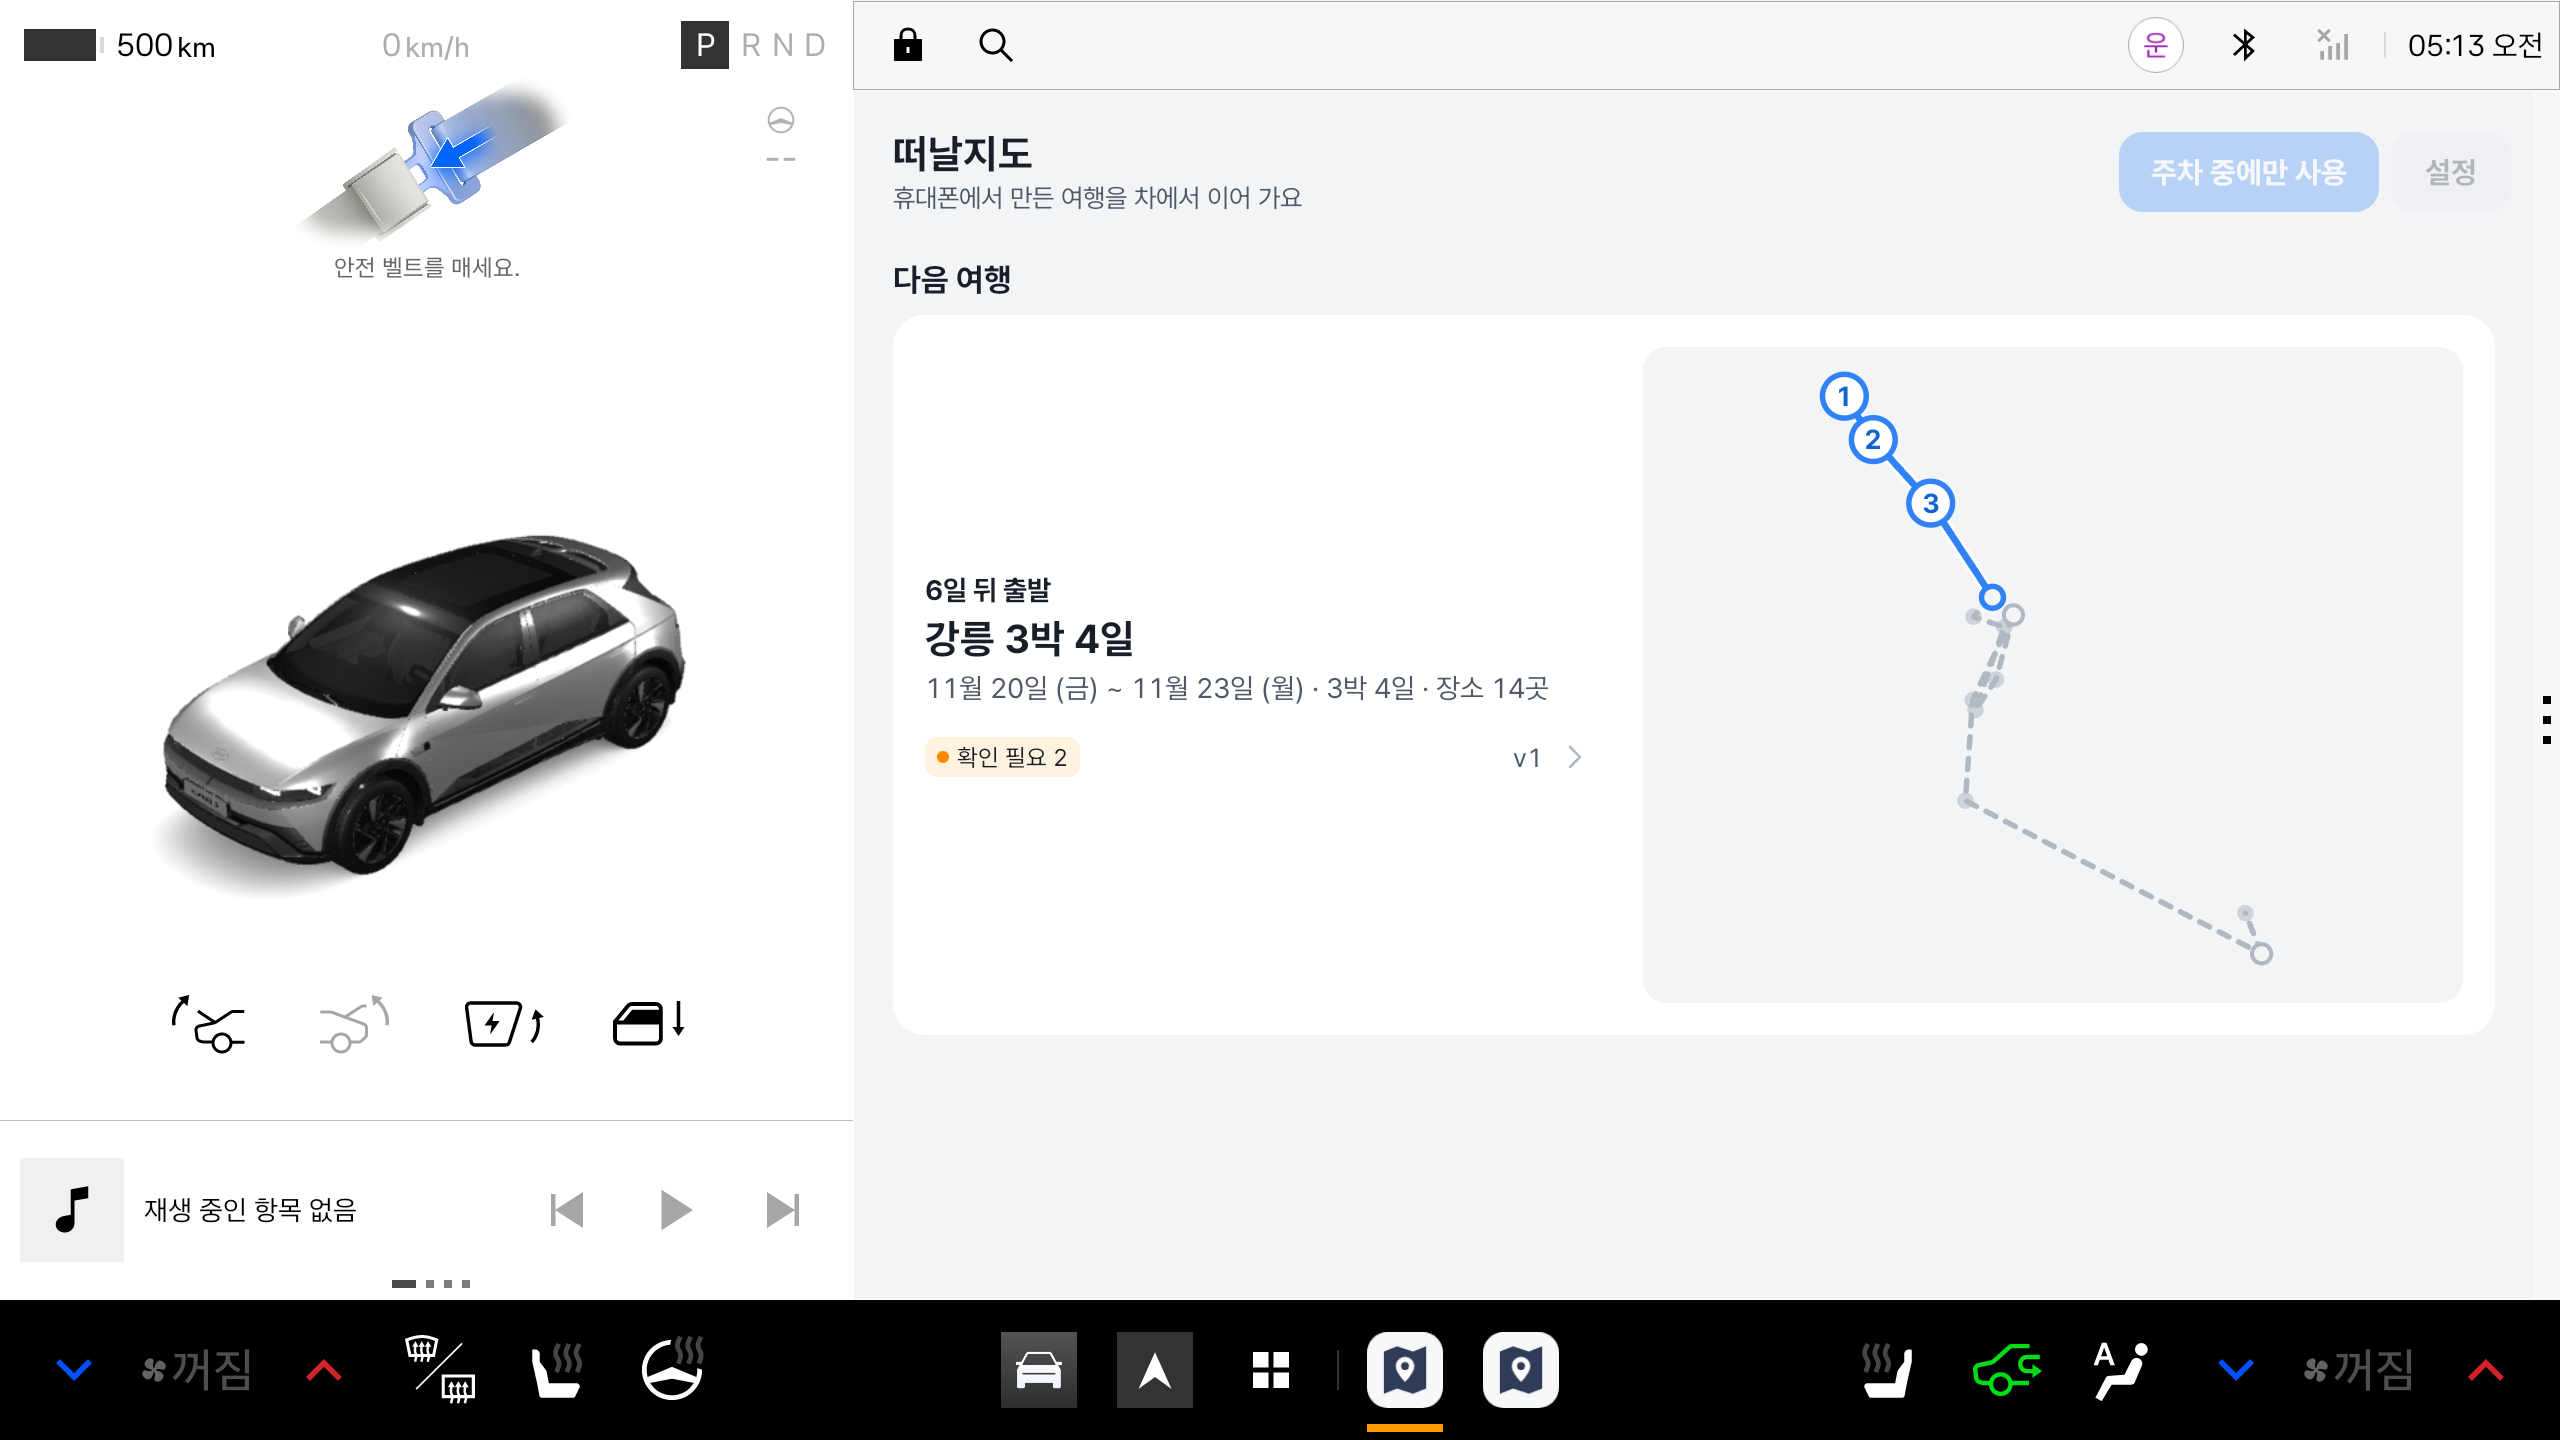 500 km
0 km/h
P R N D
운
05:13 오전
안전 벨트를 매세요.
떠날지도
휴대폰에서 만든 여행을 차에서 이어 가요
주차 중에만 사용
설정
다음 여행
6일 뒤 출발
강릉 3박 4일
11월 20일 (금) ~ 11월 23일 (월) · 3박 4일 · 장소 14곳
확인 필요 2
v1
1
2
3
재생 중인 항목 없음
꺼짐
A
꺼짐